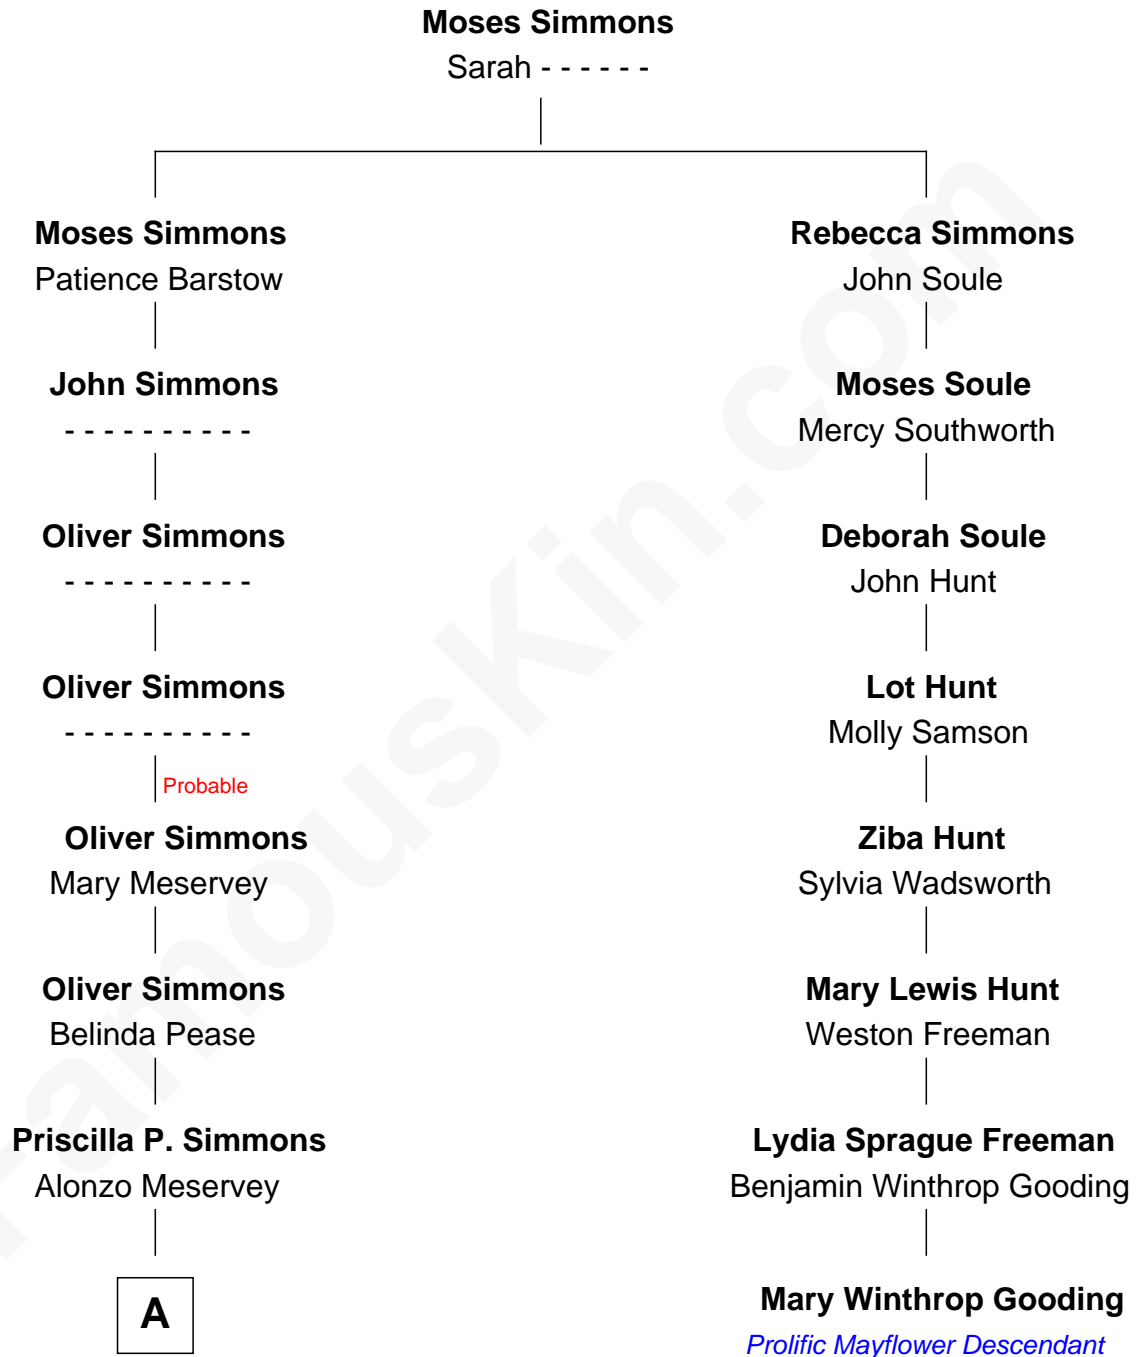 Moses Simmons
Sarah - - - - - -
Moses Simmons
Patience Barstow
Rebecca Simmons
John Soule
John Simmons
- - - - - - - - - -
Moses Soule
Mercy Southworth
Oliver Simmons
- - - - - - - - - -
Deborah Soule
John Hunt
Oliver Simmons
- - - - - - - - - -
Lot Hunt
Molly Samson
Probable
Oliver Simmons
Mary Meservey
Ziba Hunt
Sylvia Wadsworth
Oliver Simmons
Belinda Pease
Mary Lewis Hunt
Weston Freeman
Priscilla P. Simmons
Alonzo Meservey
Lydia Sprague Freeman
Benjamin Winthrop Gooding
A
Mary Winthrop Gooding
Prolific Mayflower Descendant
FamousKin.com